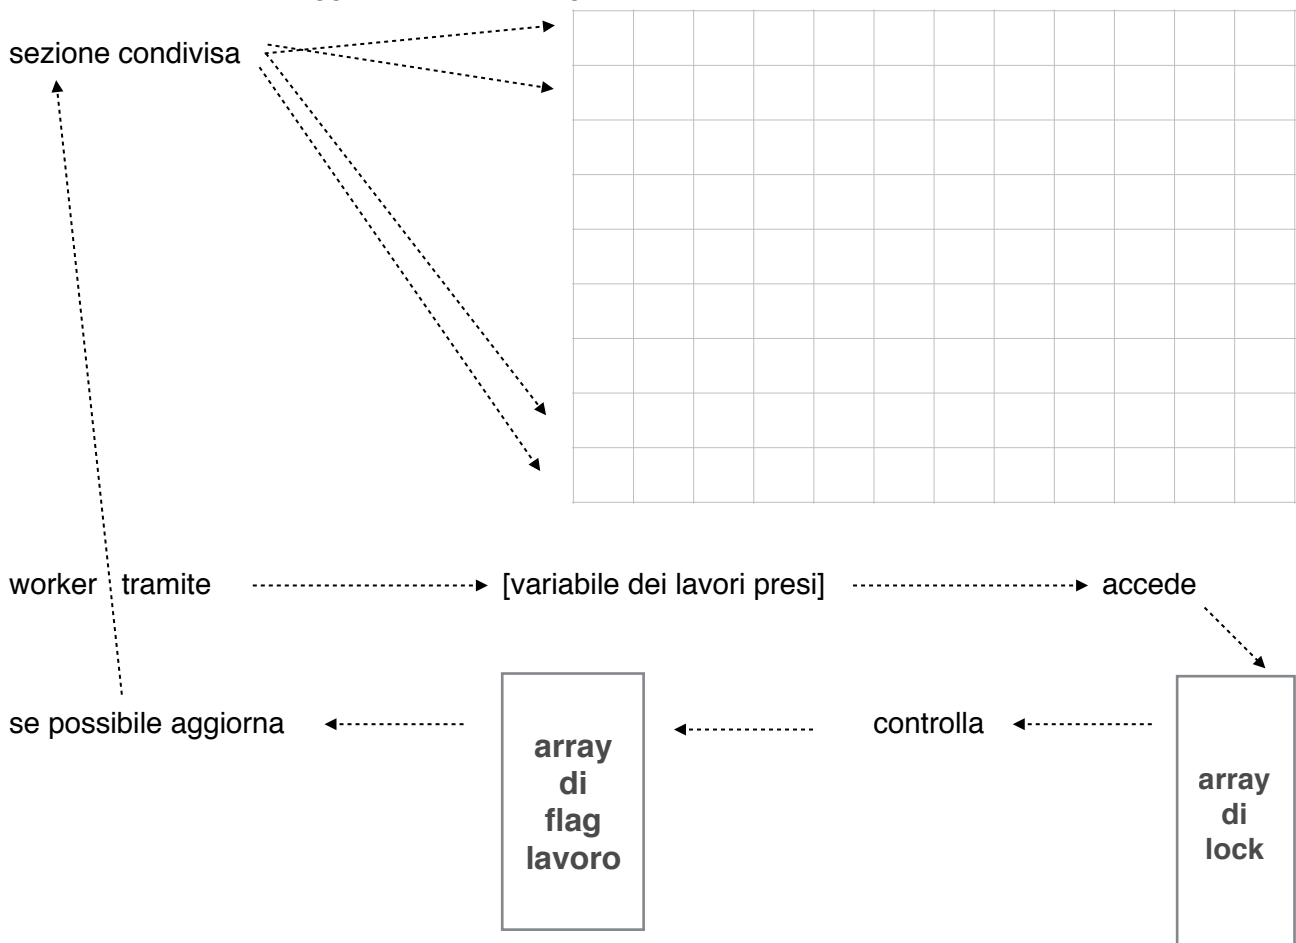 sezione condivisa
worker tramite [variabile dei lavori presi] accede
se possibile aggiorna controlla
array
di
flag
lavoro
array
di
lock